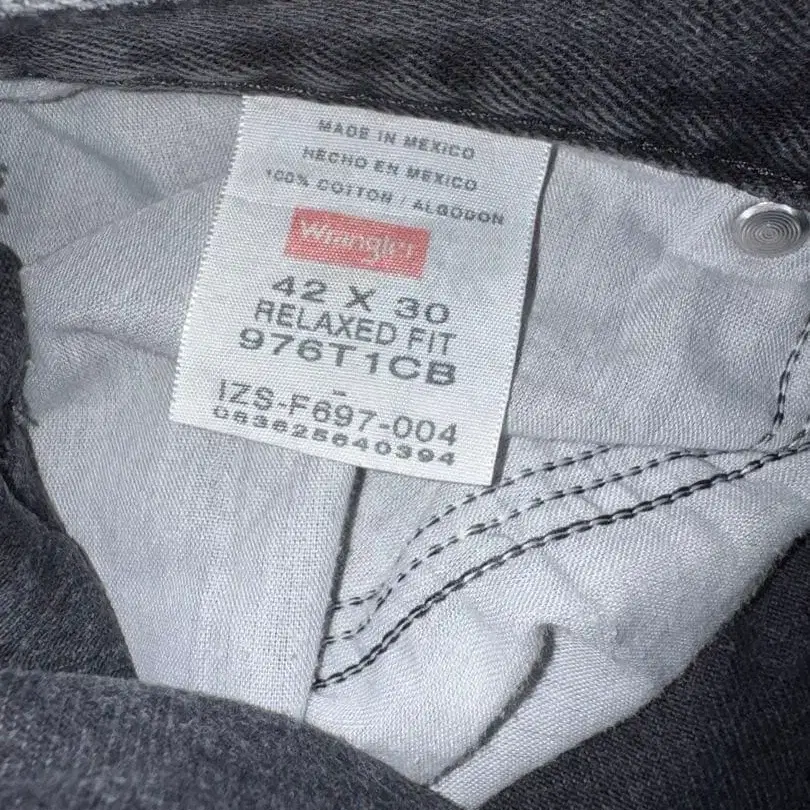 MADE IN MEXICO
HECHO EN MEXICO
100% COTTON / ALGODON
Wrangler
42 X 30
RELAXED FIT
976T1CB
-
IZS-F697-004
083625640394